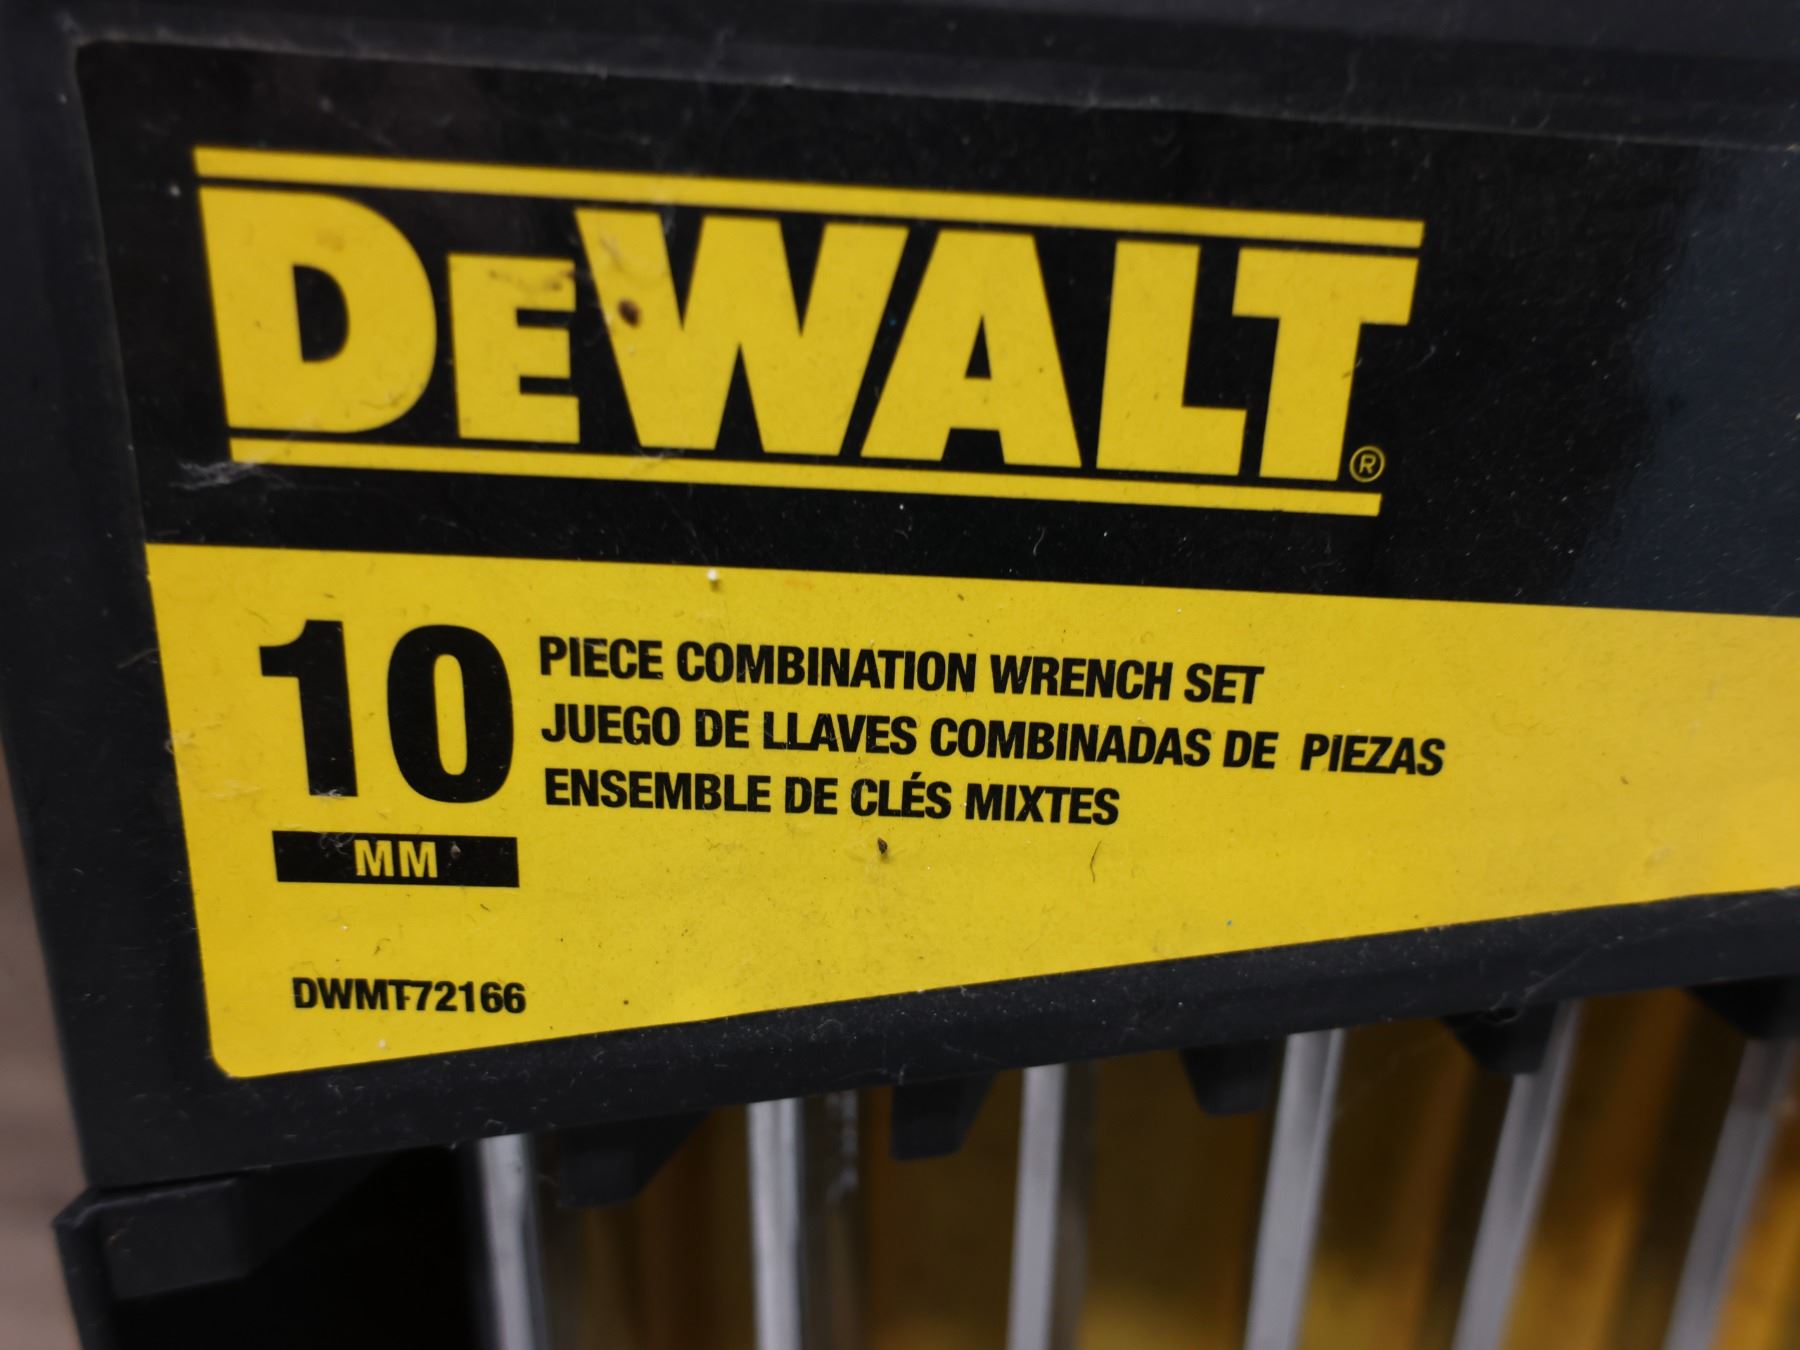 DEWALT®
10 PIECE COMBINATION WRENCH SET
JUEGO DE LLAVES COMBINADAS DE PIEZAS
ENSEMBLE DE CLÉS MIXTES
MM
DWMT72166